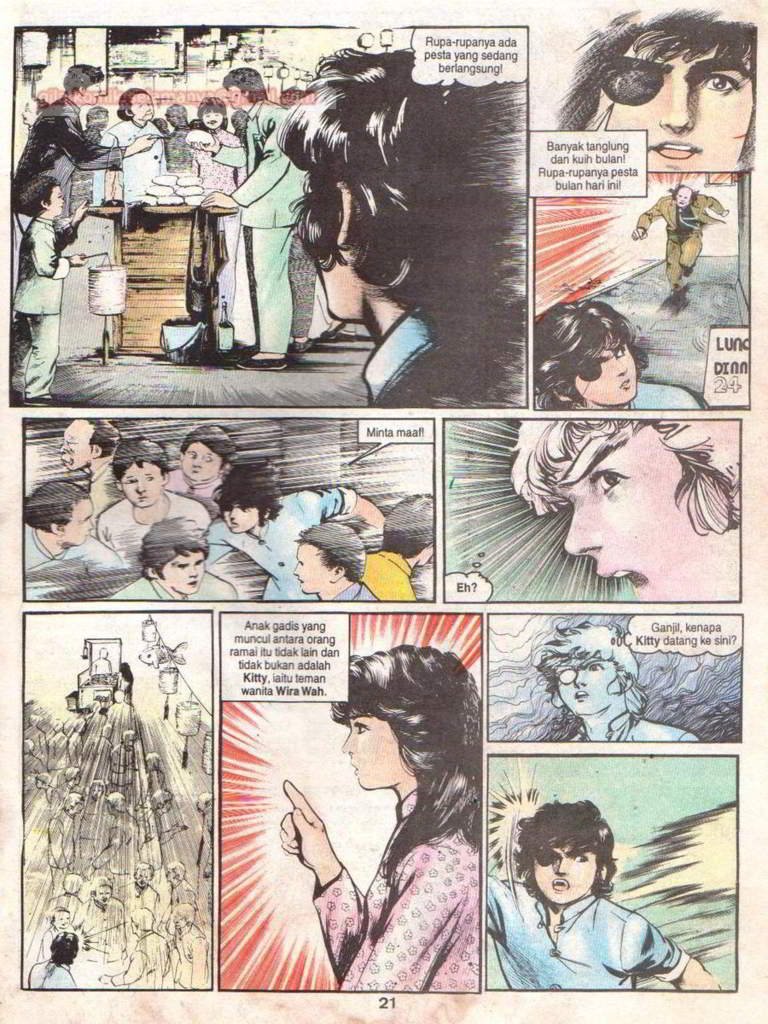 Rupa-rupanya ada
pesta yang sedang
berlangsung!
Banyak tanglung
dan kuih bulan!
Rupa-rupanya pesta
bulan hari ini!
LUNC
DINN
24
Minta maaf!
Eh?
Anak gadis yang
muncul antara orang
ramai itu tidak lain dan
tidak bukan adalah
Kitty, iaitu teman
wanita Wira Wah.
Ganjil, kenapa
Kitty datang ke sini?
21